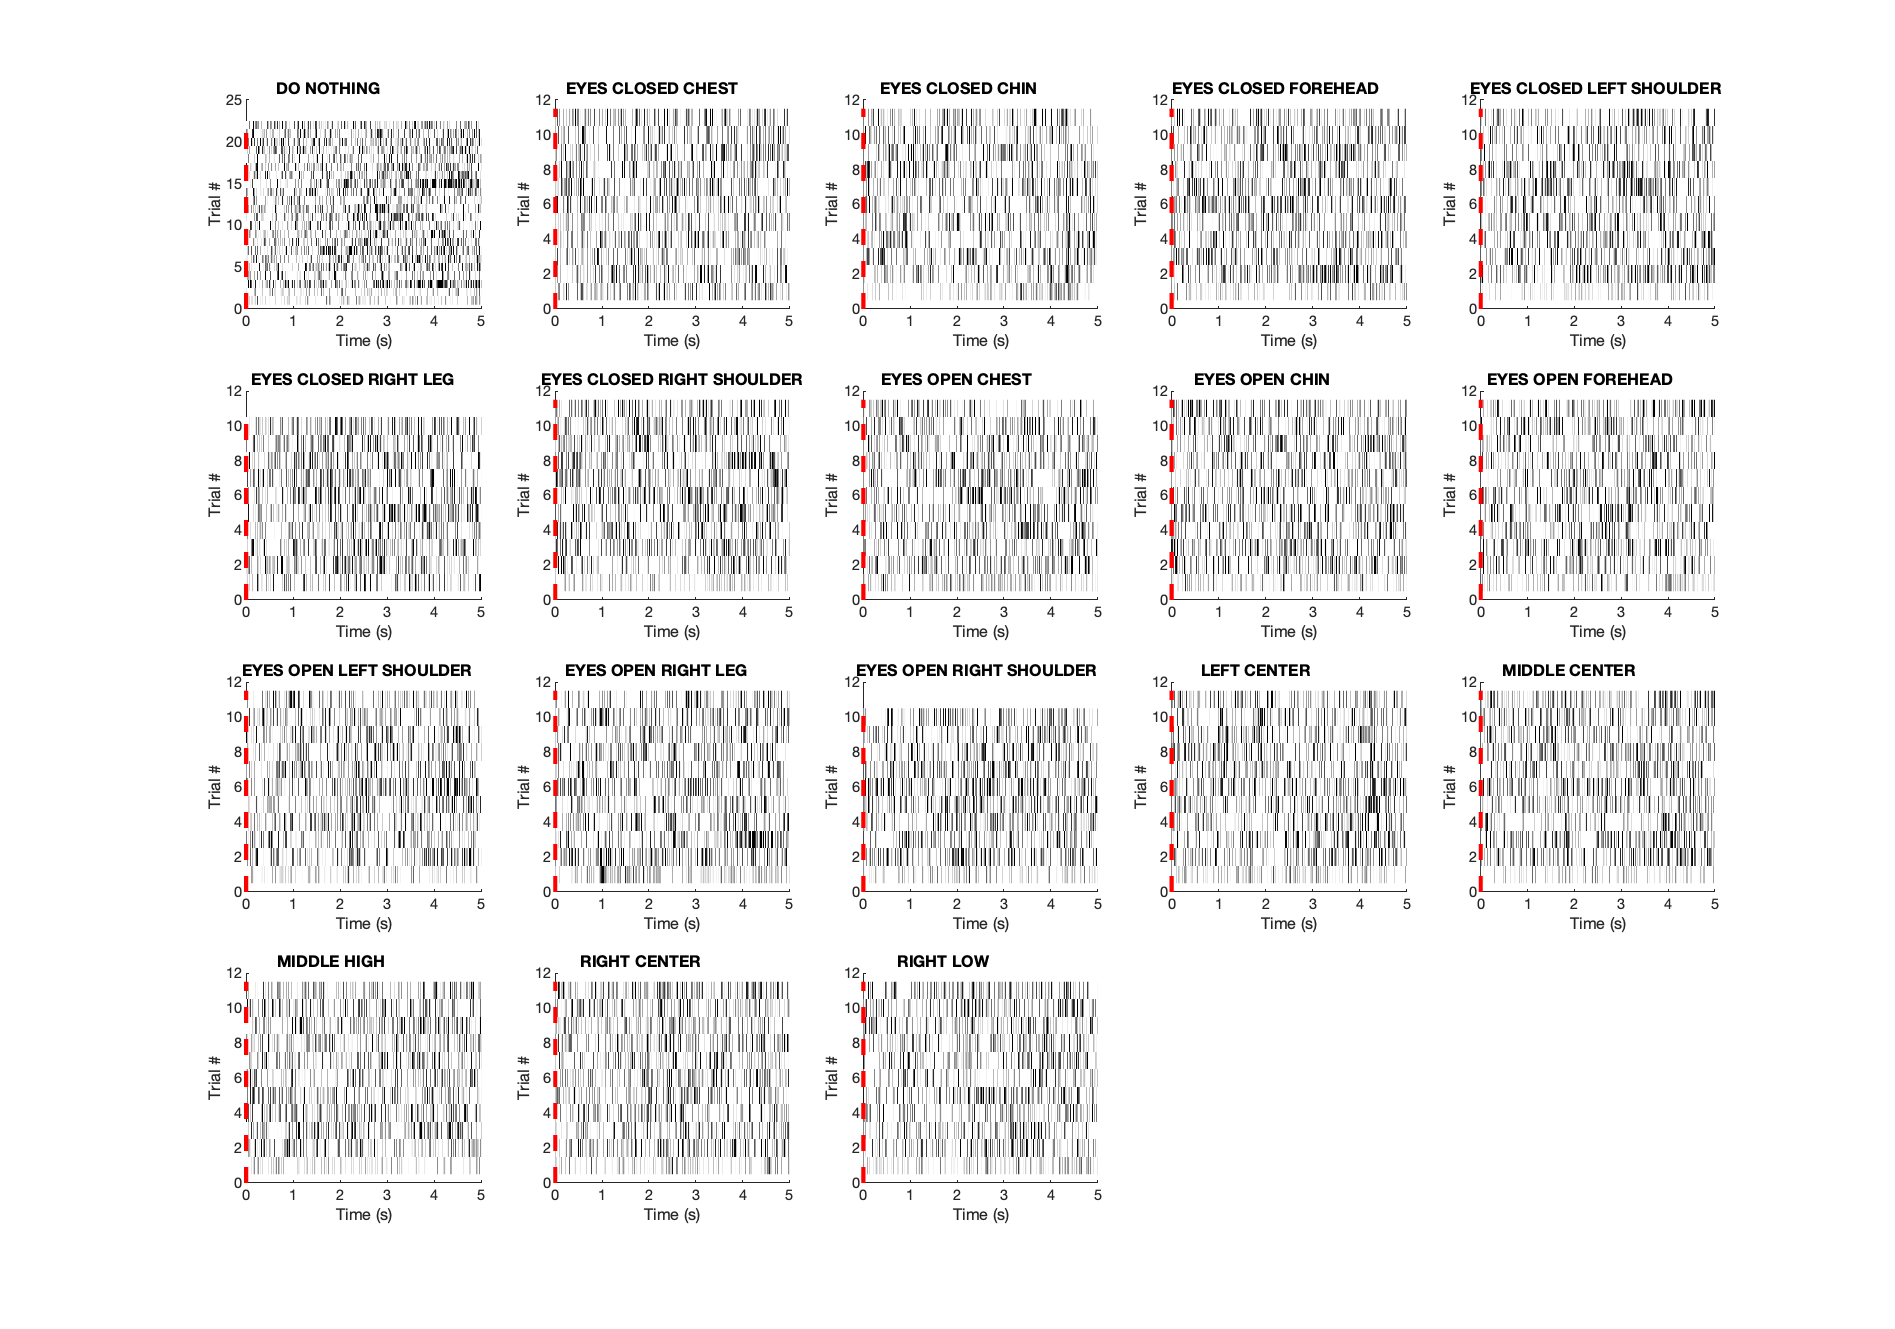 DO NOTHING
25
20
15
10
5
0
Trial #
0 1 2 3 4 5
Time (s)
EYES CLOSED CHEST
12
10
8
6
4
2
0
Trial #
0 1 2 3 4 5
Time (s)
EYES CLOSED CHIN
12
10
8
6
4
2
0
Trial #
0 1 2 3 4 5
Time (s)
EYES CLOSED FOREHEAD
12
10
8
6
4
2
0
Trial #
0 1 2 3 4 5
Time (s)
EYES CLOSED LEFT SHOULDER
12
10
8
6
4
2
0
Trial #
0 1 2 3 4 5
Time (s)
EYES CLOSED RIGHT LEG
12
10
8
6
4
2
0
Trial #
0 1 2 3 4 5
Time (s)
EYES CLOSED RIGHT SHOULDER
12
10
8
6
4
2
0
Trial #
0 1 2 3 4 5
Time (s)
EYES OPEN CHEST
12
10
8
6
4
2
0
Trial #
0 1 2 3 4 5
Time (s)
EYES OPEN CHIN
12
10
8
6
4
2
0
Trial #
0 1 2 3 4 5
Time (s)
EYES OPEN FOREHEAD
12
10
8
6
4
2
0
Trial #
0 1 2 3 4 5
Time (s)
EYES OPEN LEFT SHOULDER
12
10
8
6
4
2
0
Trial #
0 1 2 3 4 5
Time (s)
EYES OPEN RIGHT LEG
12
10
8
6
4
2
0
Trial #
0 1 2 3 4 5
Time (s)
EYES OPEN RIGHT SHOULDER
12
10
8
6
4
2
0
Trial #
0 1 2 3 4 5
Time (s)
LEFT CENTER
12
10
8
6
4
2
0
Trial #
0 1 2 3 4 5
Time (s)
MIDDLE CENTER
12
10
8
6
4
2
0
Trial #
0 1 2 3 4 5
Time (s)
MIDDLE HIGH
12
10
8
6
4
2
0
Trial #
0 1 2 3 4 5
Time (s)
RIGHT CENTER
12
10
8
6
4
2
0
Trial #
0 1 2 3 4 5
Time (s)
RIGHT LOW
12
10
8
6
4
2
0
Trial #
0 1 2 3 4 5
Time (s)